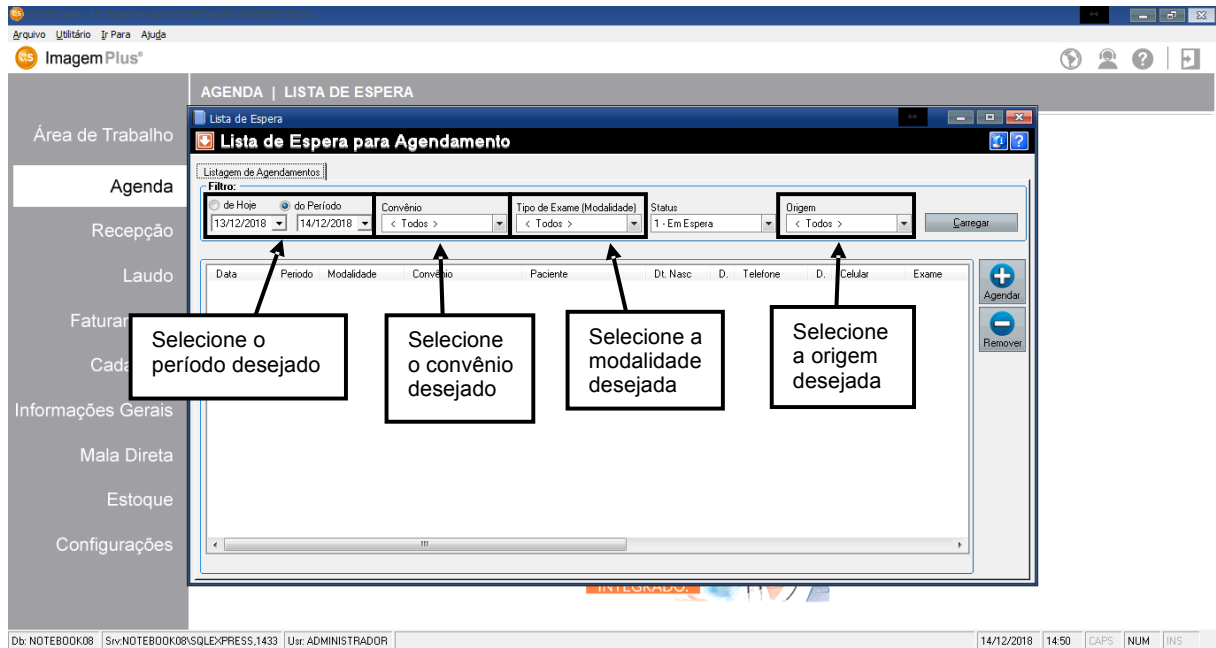 Arquivo Utilitário Ir Para Ajuda
as ImagemPlus®
AGENDA | LISTA DE ESPERA
Área de Trabalho
Agenda
Recepção
Laudo
Fatura
Cada
Informações Gerais
Mala Direta
Estoque
Configurações
Lista de Espera
Lista de Espera para Agendamento
Listagem de Agendamentos
Filtro:
de Hoje do Período Convênio Tipo de Exame (Modalidade) Status Origem
13/12/2018 14/12/2018 < Todos > < Todos > 1 - Em Espera < Todos > Carregar
Data Periodo Modalidade Convênio Paciente Dt. Nasc D. Telefone D. Celular Exame
Agendar
Remover
Selecione o
período desejado
Selecione
o convênio
desejado
Selecione a
modalidade
desejada
Selecione
a origem
desejada
INTEGRADO.
Db: NOTEBOOK08 Srv:NOTEBOOK08\SQLEXPRESS,1433 Usr: ADMINISTRADOR 14/12/2018 14:50 CAPS NUM INS